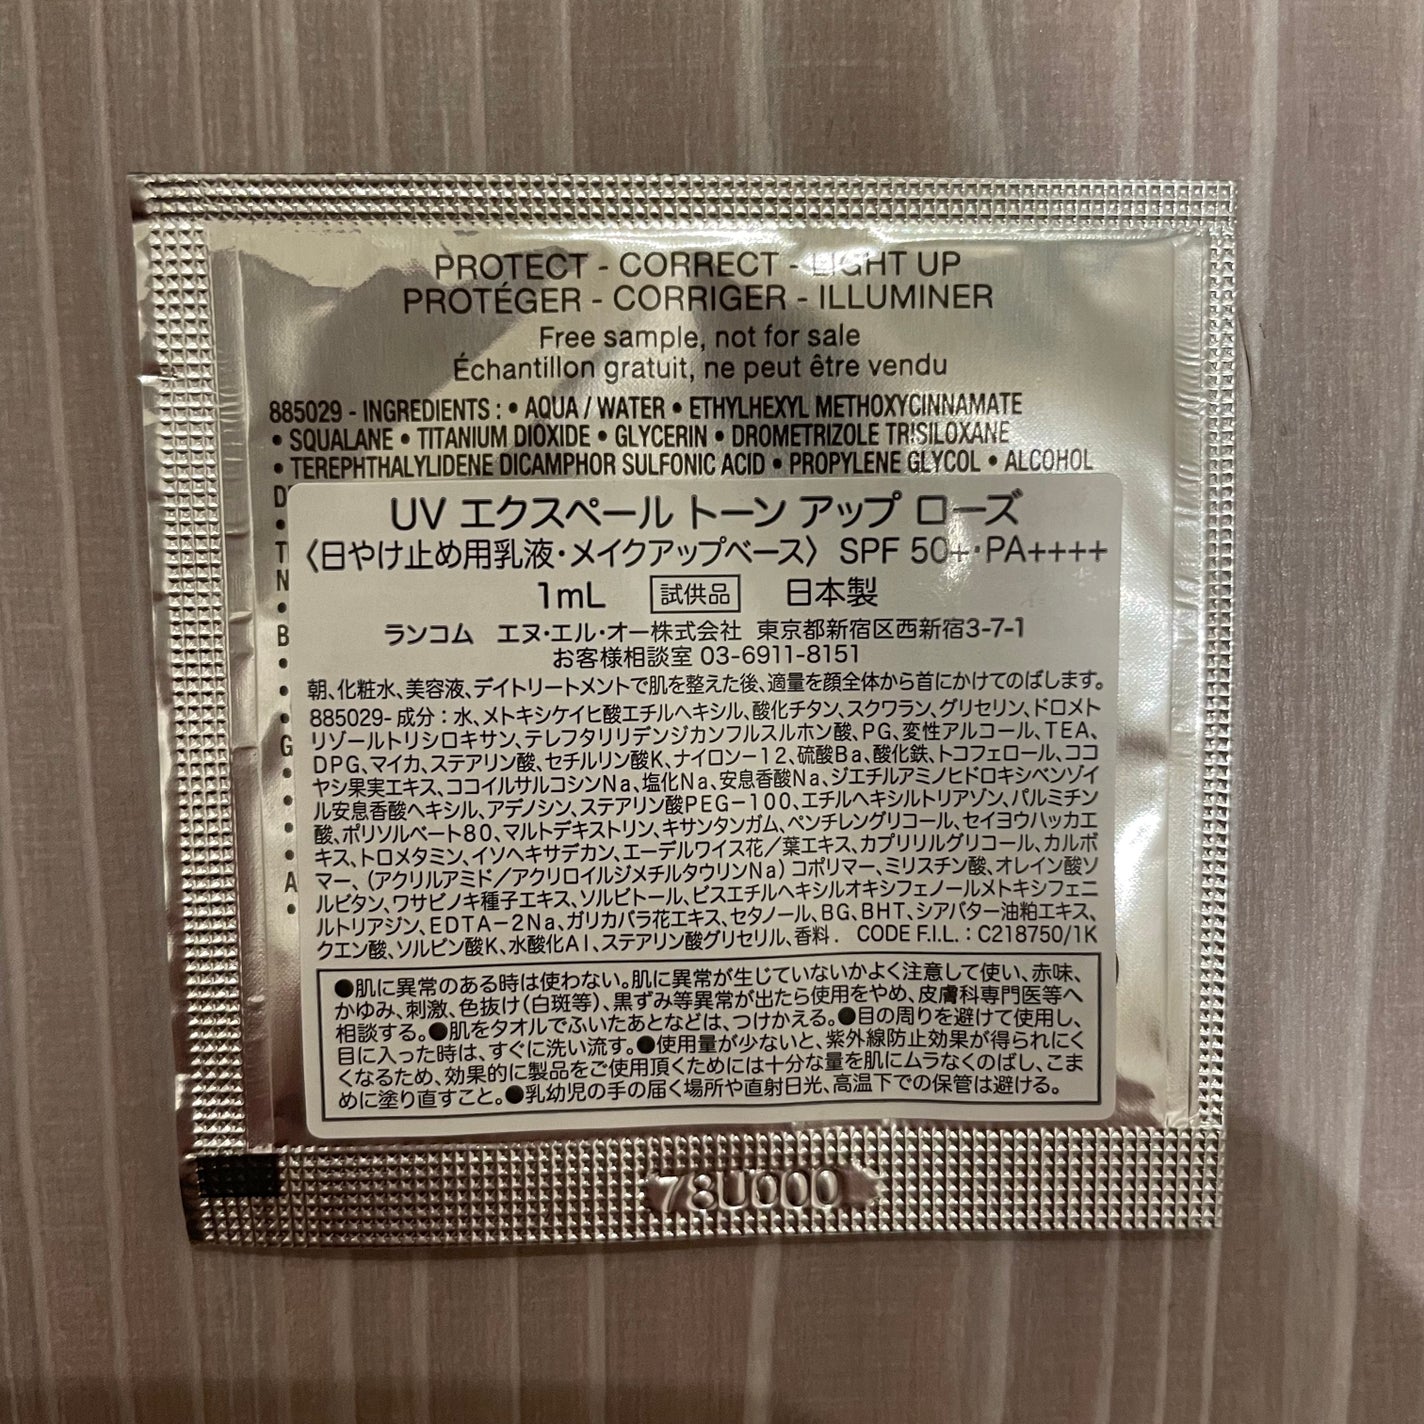 PROTECT - CORRECT - LIGHT UP
PROTÉGER - CORRIGER - ILLUMINER
Free sample, not for sale
Échantillon gratuit, ne peut être vendu
885029 - INGREDIENTS : • AQUA / WATER • ETHYLHEXYL METHOXYCINNAMATE
• SQUALANE • TITANIUM DIOXIDE • GLYCERIN • DROMETRIZOLE TRISILOXANE
• TEREPHTHALYLIDENE DICAMPHOR SULFONIC ACID • PROPYLENE GLYCOL • ALCOHOL
UV エクスペール トーン アップ ローズ
〈日やけ止め用乳液・メイクアップベース〉 SPF 50+・PA++++
1mL 試供品 日本製
ランコム エヌ・エル・オー株式会社 東京都新宿区西新宿3-7-1
お客様相談室 03-6911-8151
朝、化粧水、美容液、デイトリートメントで肌を整えた後、適量を顔全体から首にかけてのばします。
885029- 成分：水、メトキシケイヒ酸エチルヘキシル、酸化チタン、スクワラン、グリセリン、ドロメト
リゾールトリシロキサン、テレフタリリデンジカンフルスルホン酸、PG、変性アルコール、TEA、
DPG、マイカ、ステアリン酸、セチルリン酸K、ナイロン－12、硫酸Ba、酸化鉄、トコフェロール、ココ
ヤシ果実エキス、ココイルサルコシンNa、塩化Na、安息香酸Na、ジエチルアミノヒドロキシベンゾイ
ル安息香酸ヘキシル、アデノシン、ステアリン酸PEG－100、エチルヘキシルトリアゾン、パルミチン
酸、ポリソルベート80、マルトデキストリン、キサンタンガム、ペンチレングリコール、セイヨウハッカエ
キス、トロメタミン、イソヘキサデカン、エーデルワイス花／葉エキス、カプリリルグリコール、カルボ
マー、（アクリルアミド／アクリロイルジメチルタウリンNa）コポリマー、ミリスチン酸、オレイン酸ソ
ルビタン、ワサビノキ種子エキス、ソルビトール、ビスエチルヘキシルオキシフェノールメトキシフェニ
ルトリアジン、EDTA－2Na、ガリカバラ花エキス、セタノール、BG、BHT、シアバター油粕エキス、
クエン酸、ソルビン酸K、水酸化Al、ステアリン酸グリセリル、香料． CODE F.I.L. : C218750/1K
●肌に異常のある時は使わない。肌に異常が生じていないかよく注意して使い、赤味、
かゆみ、刺激、色抜け（白斑等）、黒ずみ等異常が出たら使用をやめ、皮膚科専門医等へ
相談する。●肌をタオルでふいたあとなどは、つけかえる。●目の周りを避けて使用し、
目に入った時は、すぐに洗い流す。●使用量が少ないと、紫外線防止効果が得られにく
くなるため、効果的に製品をご使用頂くためには十分な量を肌にムラなくのばし、こま
めに塗り直すこと。●乳幼児の手の届く場所や直射日光、高温下での保管は避ける。
78U000